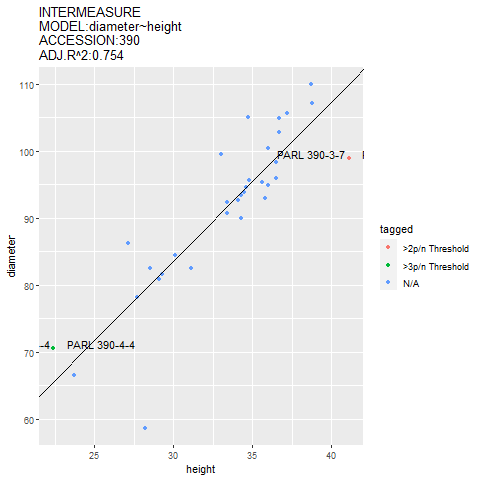 INTERMEASURE
MODEL:diameter~height
ACCESSION:390
ADJ.R^2:0.754
110
100
90
80
70
60
diameter
PARL 390-3-7
-4
PARL 390-4-4
25
30
35
40
height
tagged
>2p/n Threshold
>3p/n Threshold
N/A